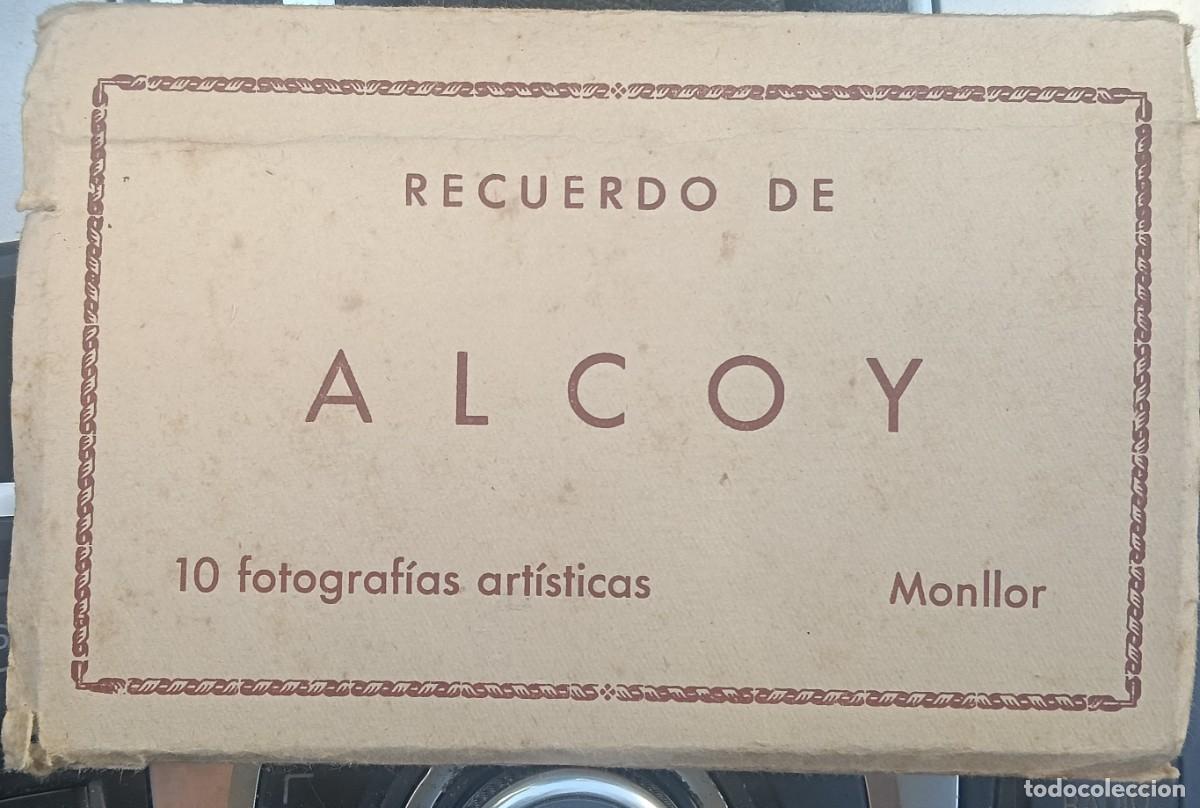 RECUERDO DE
ALCOY
10 fotografías artísticas Monllor
todocoleccion